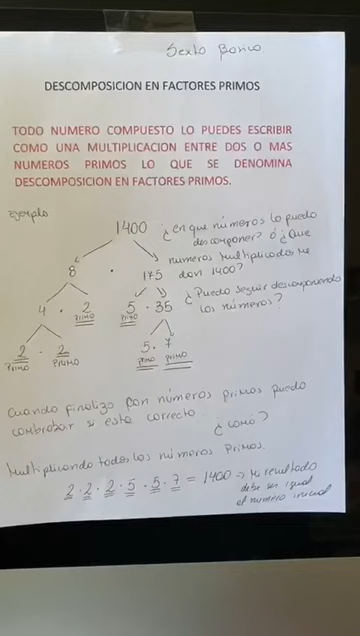 Sexto Basico
DESCOMPOSICION EN FACTORES PRIMOS
TODO NUMERO COMPUESTO LO PUEDES ESCRIBIR
COMO UNA MULTIPLICACION ENTRE DOS O MAS
NUMEROS PRIMOS LO QUE SE DENOMINA
DESCOMPOSICION EN FACTORES PRIMOS.
Ejemplo
1400 ¿en que números lo puedo
descomponer? ó ¿Que
numeros multiplicados me
8 · 175 dan 1400?
4 · 2 5 · 35 ¿Puedo seguir descomponiendo
PRIMO PRIMO los números?
2 · 2 5 · 7
PRIMO PRIMO PRIMO PRIMO
Cuando finalizo con números primos puedo
combrobar si esta correcto. ¿como?
Multiplicando todos los números Primos.
2 · 2 · 2 · 5 · 5 · 7 = 1400 → Mi resultado
debe ser igual
el numero inicial